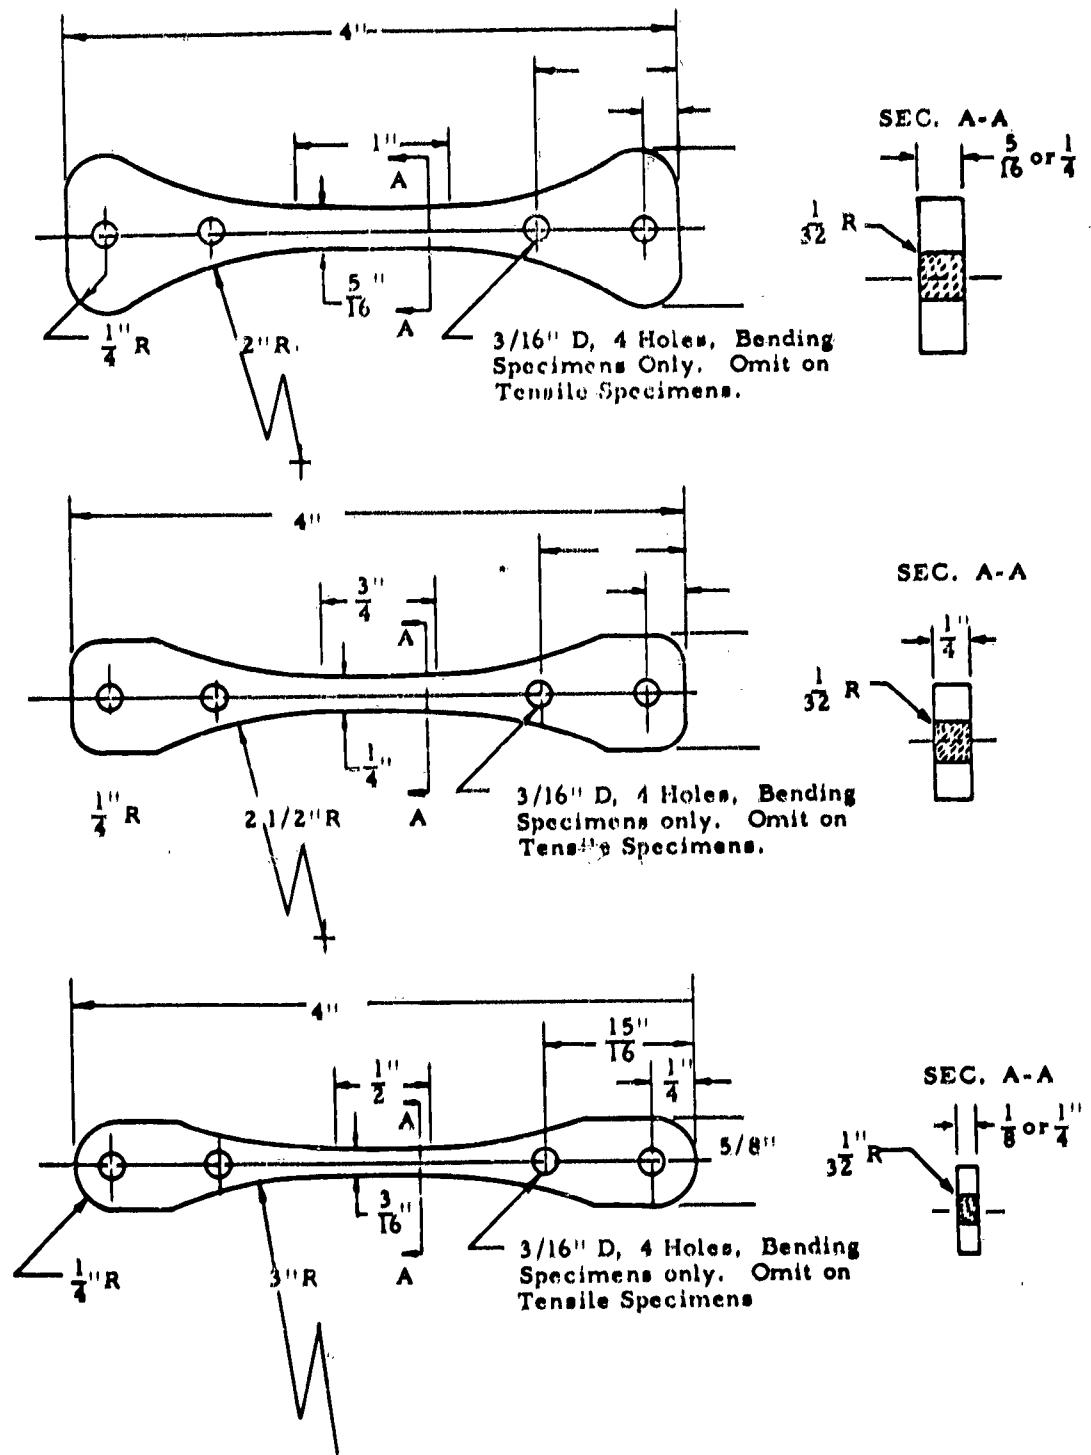 4"
1"
A
SEC. A-A
5/16 or 1/4
1/32 R
5/16"
A
1/4" R
2"R.
3/16" D, 4 Holes, Bending
Specimens Only. Omit on
Tensile Specimens.
4"
3/4"
A
SEC. A-A
1/4"
1/32 R
1/4"
1/4" R
2 1/2"R
A
3/16" D, 4 Holes, Bending
Specimens only. Omit on
Tensile Specimens.
4"
15/16"
1/2"
1/4"
A
SEC. A-A
1/8 or 1/4"
5/8"
1/32" R
3/16"
1/4"R
3"R
A
3/16" D, 4 Holes, Bending
Specimens only. Omit on
Tensile Specimens